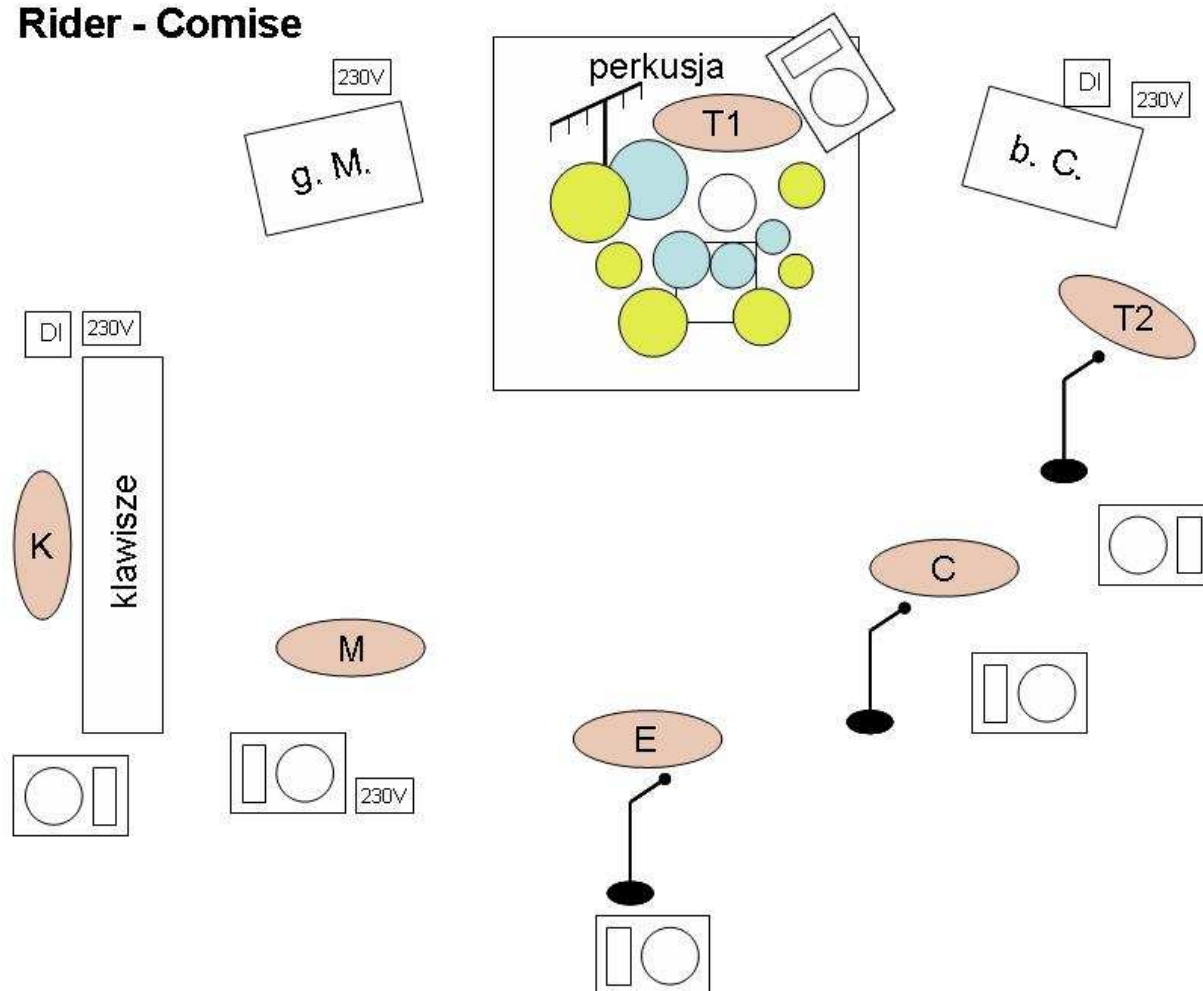 Rider - Comise
230V
perkusja
DI
230V
T1
g. M.
b. C.
T2
DI
230V
klawisze
K
C
M
E
230V